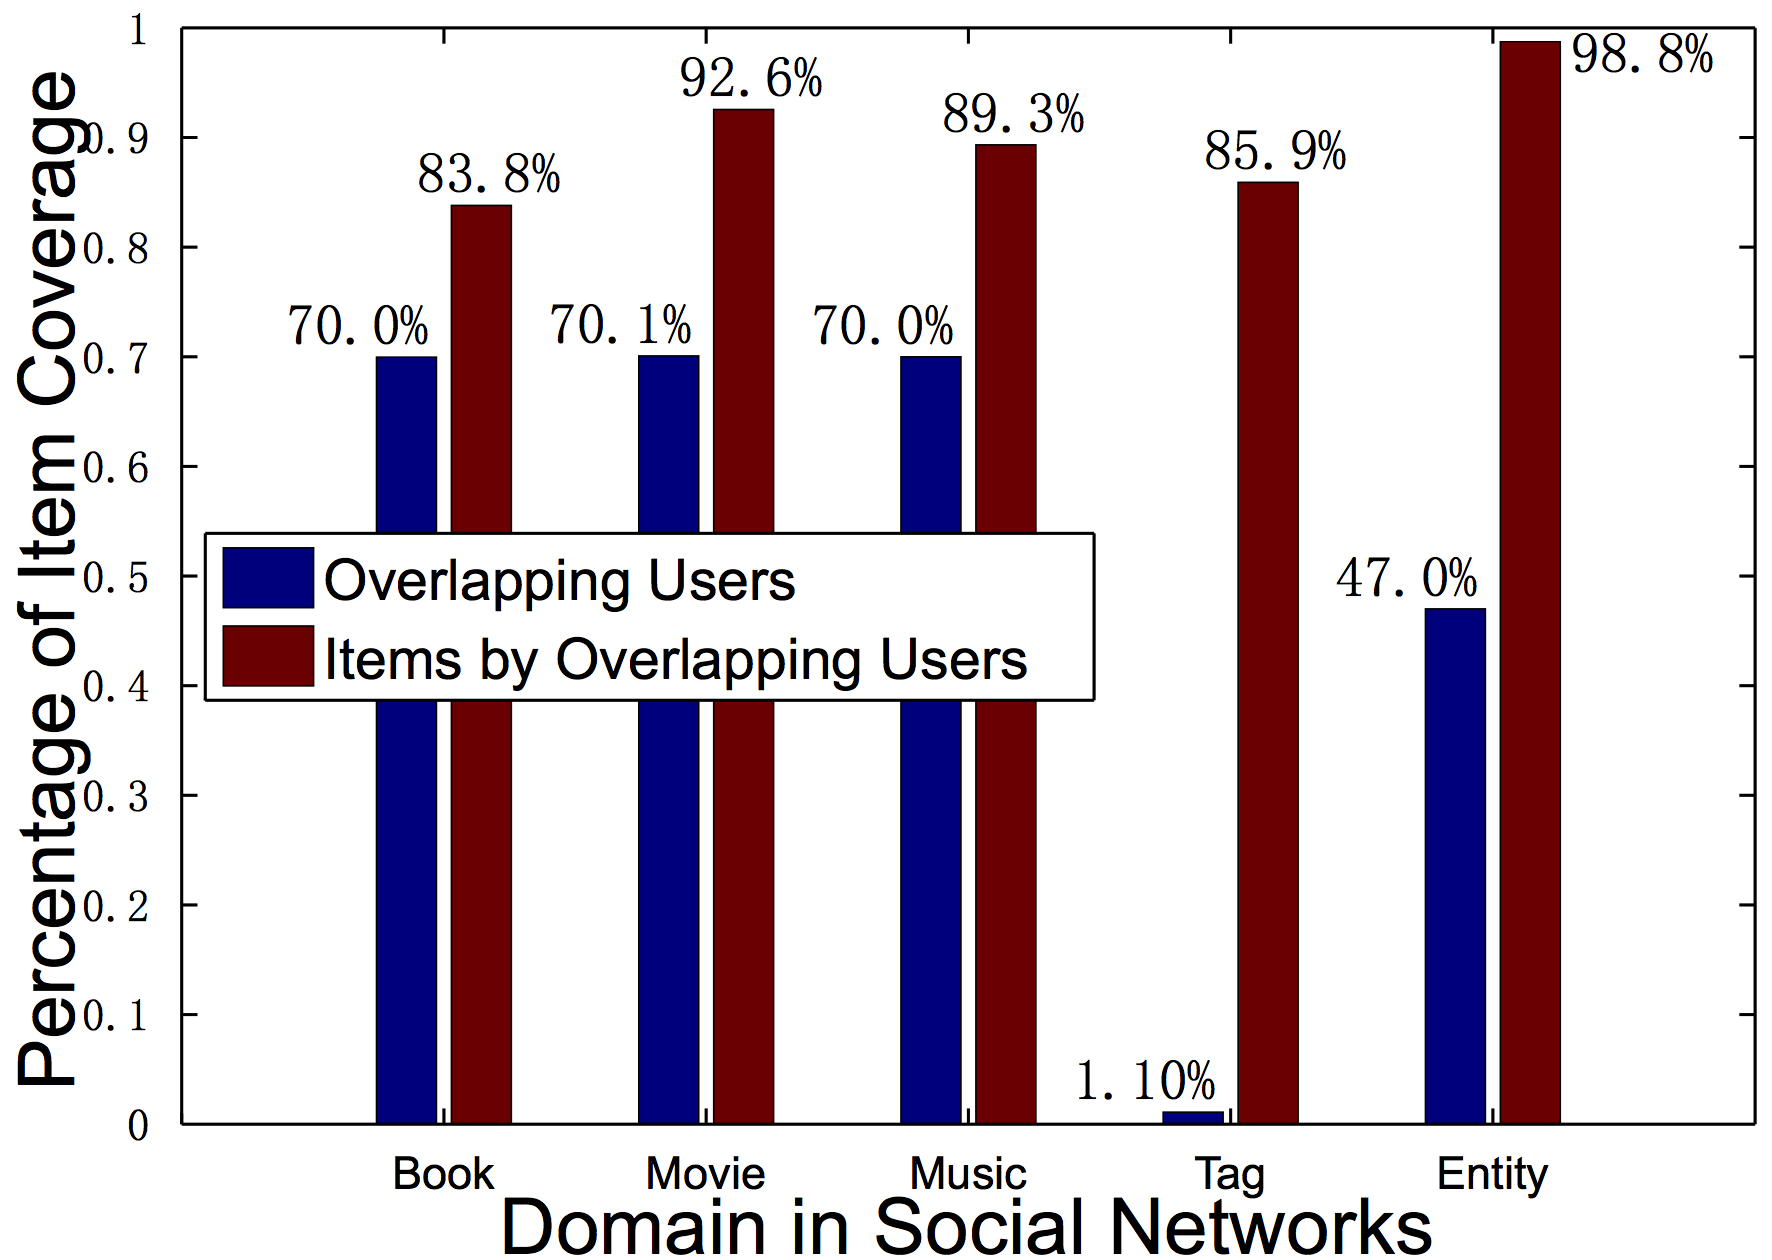 Percentage of Item Coverage
1
0.9
0.8
0.7
0.6
0.5
0.4
0.3
0.2
0.1
0
70.0%
83.8%
70.1%
92.6%
70.0%
89.3%
1.10%
85.9%
47.0%
98.8%
Overlapping Users
Items by Overlapping Users
Book
Movie
Music
Tag
Entity
Domain in Social Networks